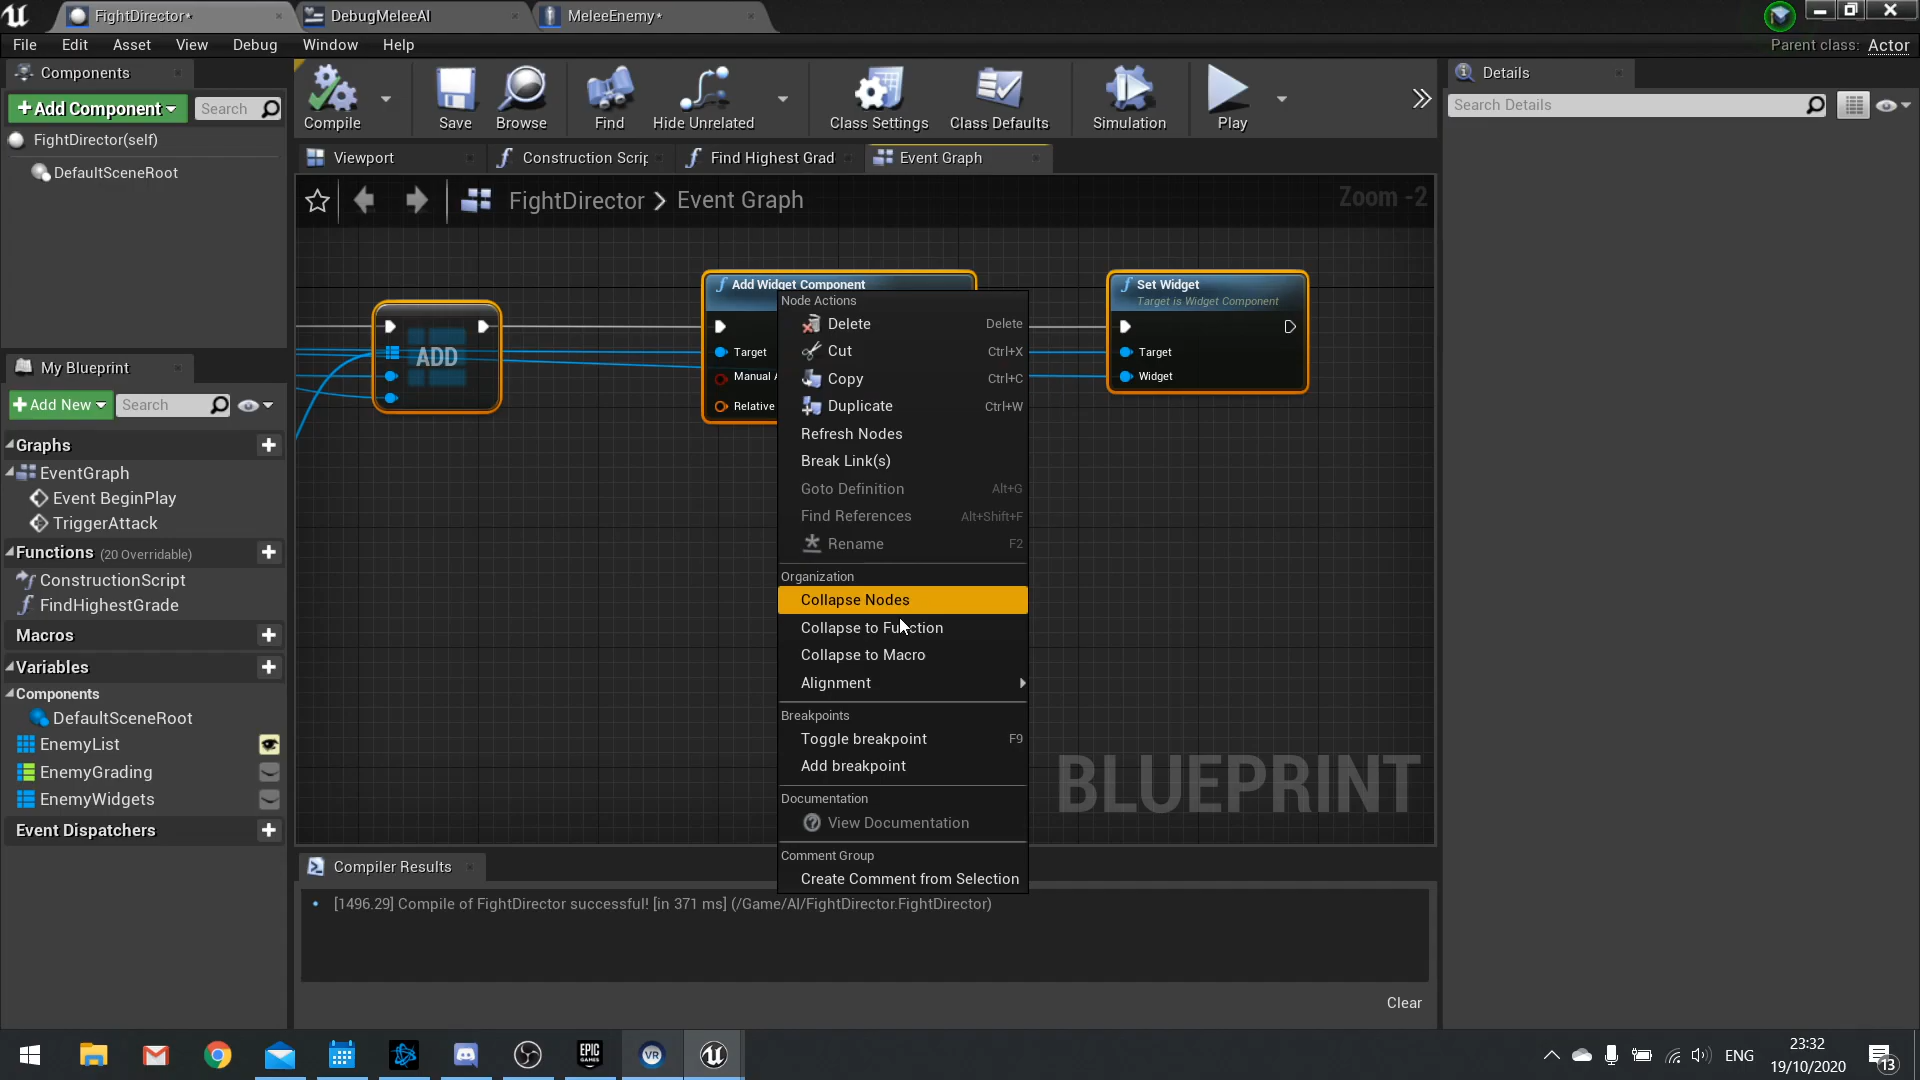 FightDirector*
DebugMeleeAI
MeleeEnemy*
File Edit Asset View Debug Window Help
Parent class: Actor
Components
+Add Component
Search
FightDirector(self)
DefaultSceneRoot
Compile
Save
Browse
Find
Hide Unrelated
Class Settings
Class Defaults
Simulation
Play
Details
Search Details
Viewport
Construction Scrip
Find Highest Grad
Event Graph
FightDirector > Event Graph
Zoom -2
ADD
Add Widget Component
Target
Manual A
Relative
Set Widget
Target is Widget Component
Target
Widget
Node Actions
Delete Delete
Cut Ctrl+X
Copy Ctrl+C
Duplicate Ctrl+W
Refresh Nodes
Break Link(s)
Goto Definition Alt+G
Find References Alt+Shift+F
Rename F2
Organization
Collapse Nodes
Collapse to Function
Collapse to Macro
Alignment
Breakpoints
Toggle breakpoint F9
Add breakpoint
Documentation
View Documentation
Comment Group
Create Comment from Selection
BLUEPRINT
My Blueprint
+Add New
Search
Graphs
EventGraph
Event BeginPlay
TriggerAttack
Functions (20 Overridable)
ConstructionScript
FindHighestGrade
Macros
Variables
Components
DefaultSceneRoot
EnemyList
EnemyGrading
EnemyWidgets
Event Dispatchers
Compiler Results
[1496.29] Compile of FightDirector successful! [in 371 ms] (/Game/AI/FightDirector.FightDirector)
Clear
EPIC
GAMES
VR
ENG
23:32
19/10/2020
13